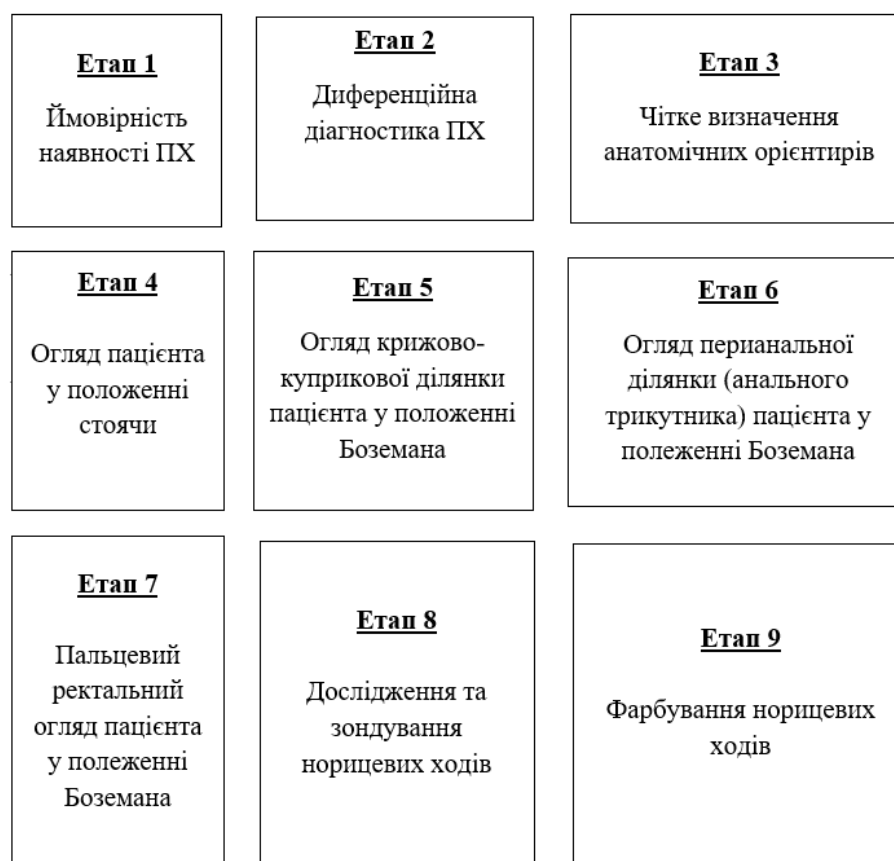 Етап 1
Ймовірність
наявності ПХ
Етап 2
Диференційна
діагностика ПХ
Етап 3
Чітке визначення
анатомічних орієнтирів
Етап 4
Огляд пацієнта
у положенні
стоячи
Етап 5
Огляд крижово-
куприкової ділянки
пацієнта у положенні
Боземана
Етап 6
Огляд перианальної
ділянки (анального
трикутника) пацієнта у
полеженні Боземана
Етап 7
Пальцевий
ректальний
огляд пацієнта
у полеженні
Боземана
Етап 8
Дослідження та
зондування
норицевих ходів
Етап 9
Фарбування норицевих
ходів